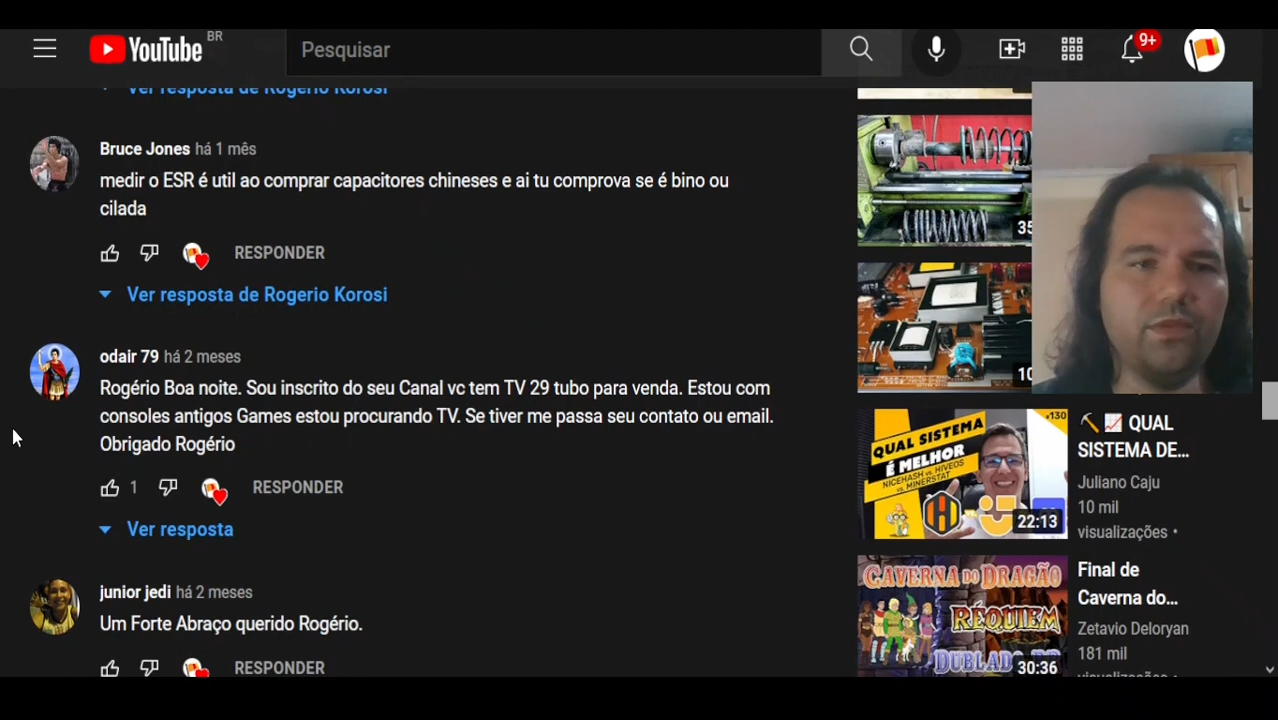 YouTube BR
Pesquisar
9+
Ver resposta de Rogerio Korosi
Bruce Jones há 1 mês
medir o ESR é util ao comprar capacitores chineses e ai tu comprova se é bino ou
cilada
RESPONDER
Ver resposta de Rogerio Korosi
odair 79 há 2 meses
Rogério Boa noite. Sou inscrito do seu Canal vc tem TV 29 tubo para venda. Estou com
consoles antigos Games estou procurando TV. Se tiver me passa seu contato ou email.
Obrigado Rogério
1 RESPONDER
Ver resposta
junior jedi há 2 meses
Um Forte Abraço querido Rogério.
RESPONDER
35
10
QUAL SISTEMA
É MELHOR
NICEHASH vs. HIVEOS
vs. MINERSTAT
130
22:13
QUAL
SISTEMA DE...
Juliano Caju
10 mil
visualizações •
CAVERNA DO DRAGÃO
RÉQUIEM
DUBLADO
30:36
Final de
Caverna do...
Zetavio Deloryan
181 mil